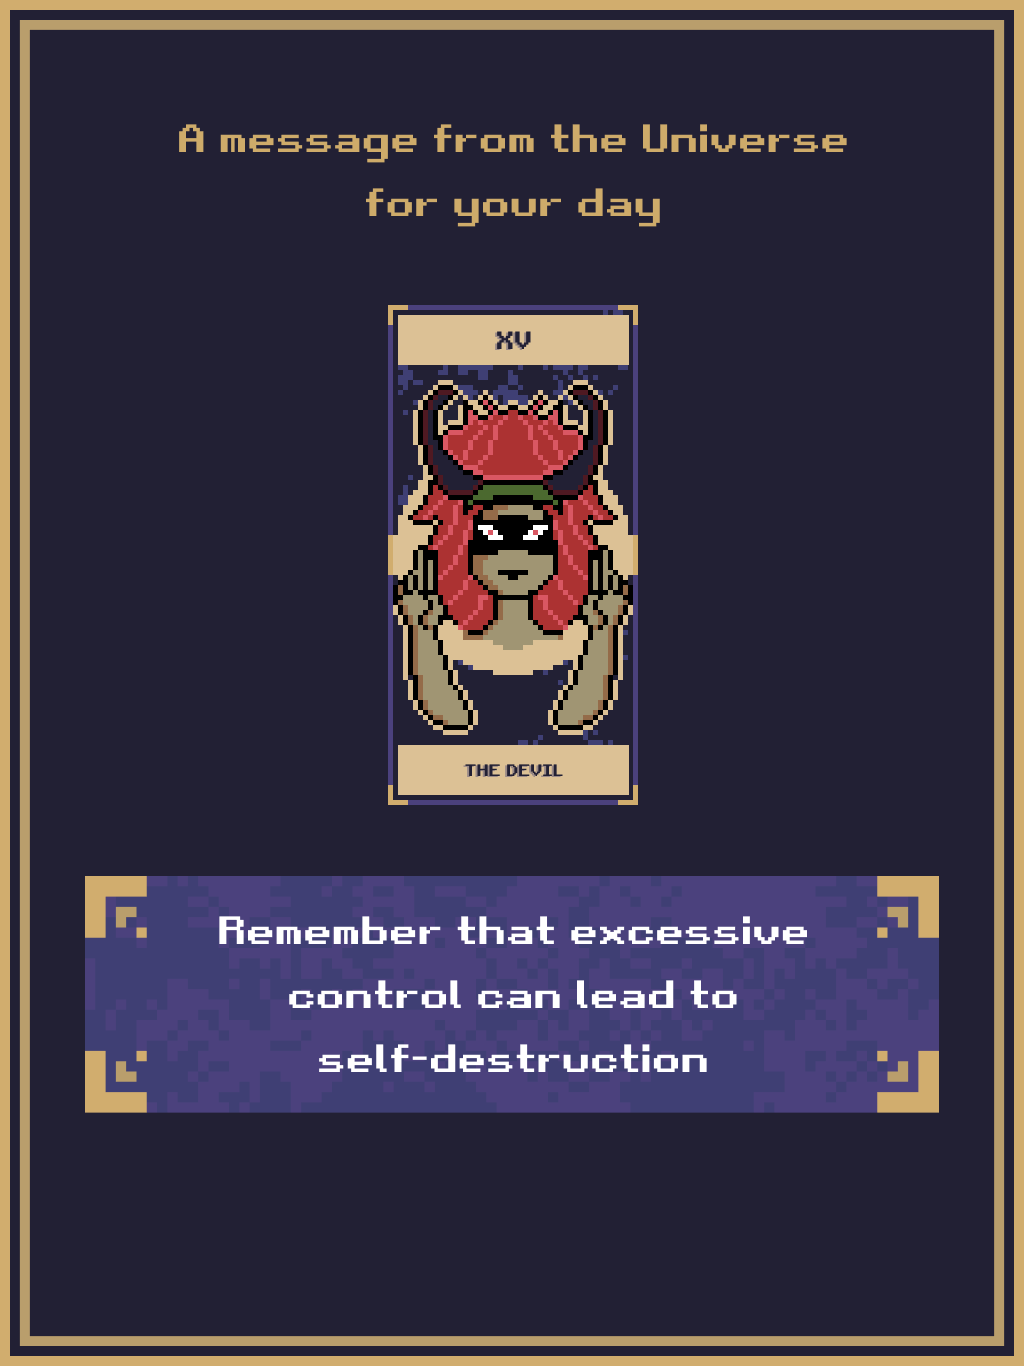 A message from the Universe
for your day
XV
THE DEVIL
Remember that excessive
control can lead to
self-destruction